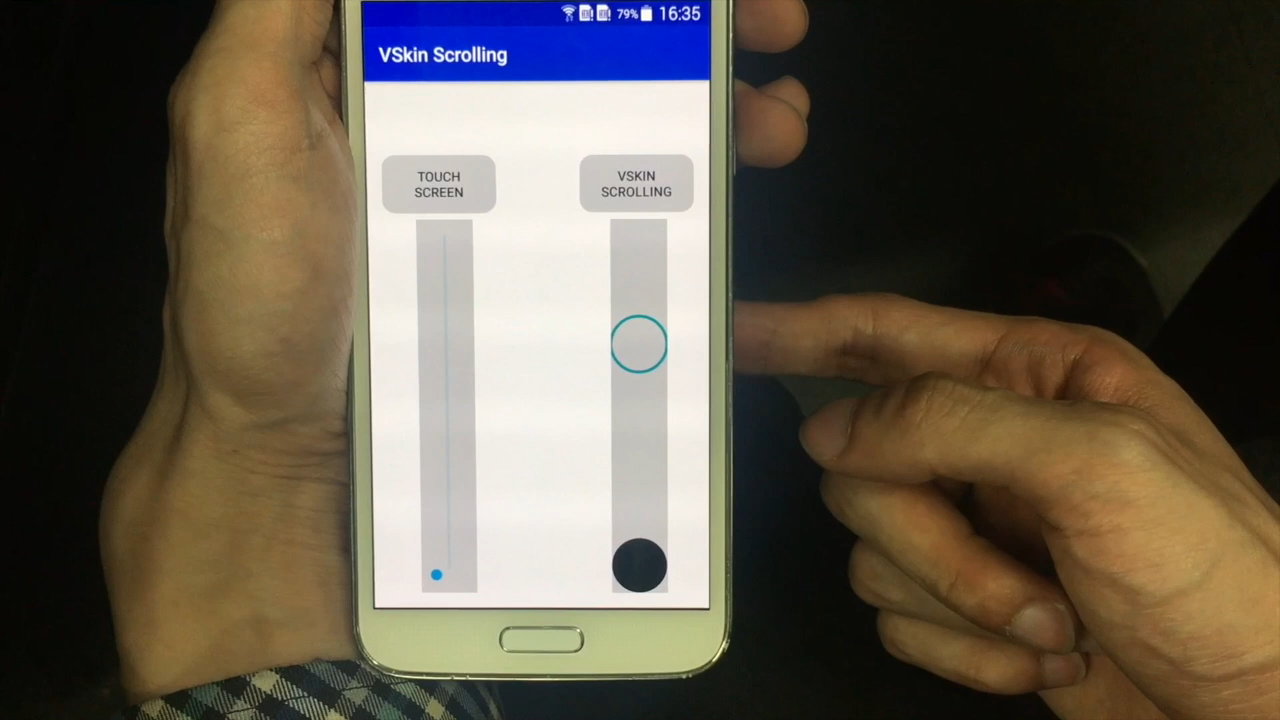 79% 16:35
VSkin Scrolling
TOUCH
SCREEN
VSKIN
SCROLLING